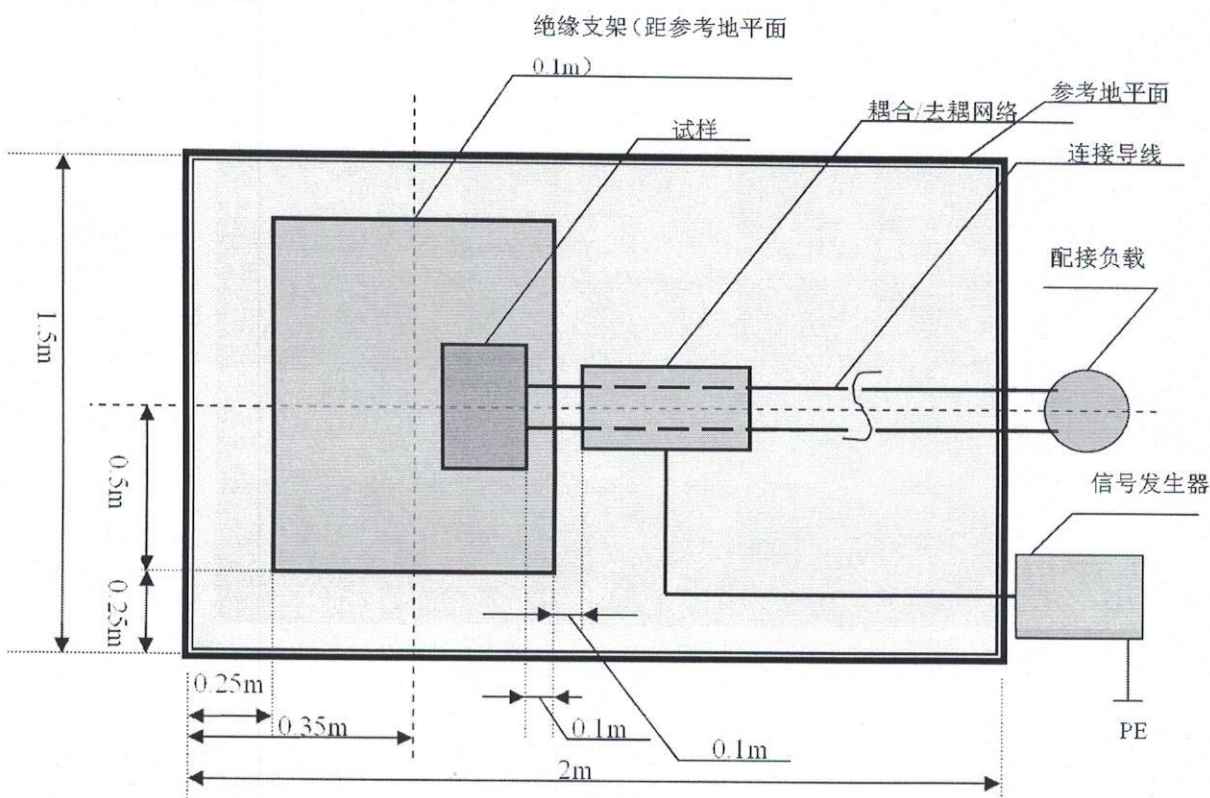 绝缘支架（距参考地平面
0.1m）
参考地平面
耦合/去耦网络
试样
连接导线
配接负载
1.5m
0.5m
信号发生器
0.25m
0.25m
0.35m
0.1m
0.1m
PE
2m